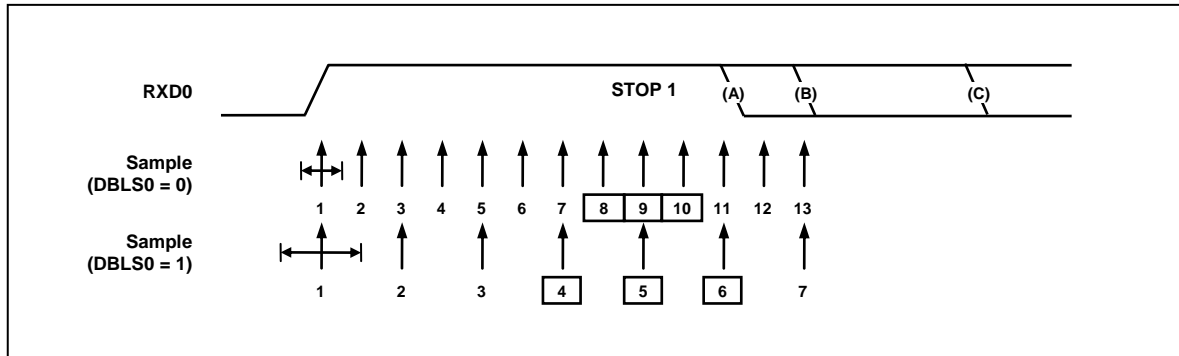 RXD0 STOP 1 (A) (B) (C)
Sample
(DBLS0 = 0)
1 2 3 4 5 6 7 8 9 10 11 12 13
Sample
(DBLS0 = 1)
1 2 3 4 5 6 7